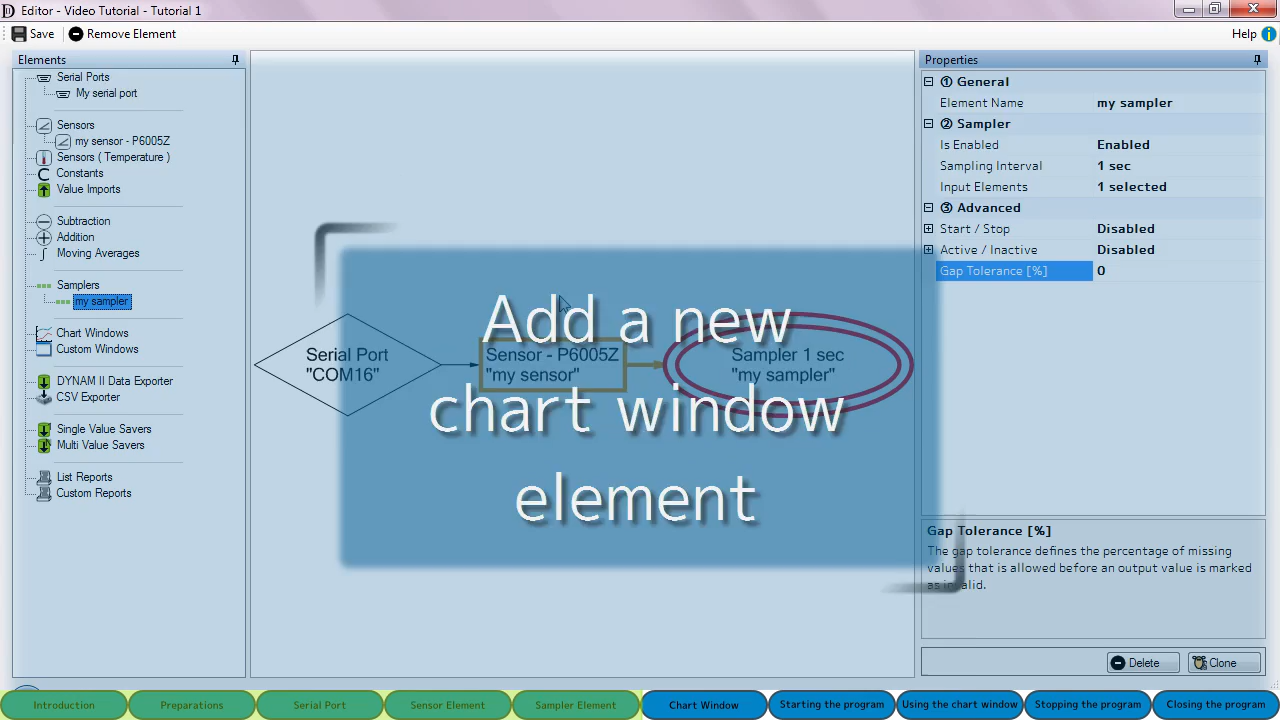 Editor - Video Tutorial - Tutorial 1
Save
Remove Element
Help
Elements
Serial Ports
My serial port
Sensors
my sensor - P6005Z
Sensors ( Temperature )
Constants
Value Imports
Subtraction
Addition
Moving Averages
Samplers
my sampler
Chart Windows
Custom Windows
DYNAM II Data Exporter
CSV Exporter
Single Value Savers
Multi Value Savers
List Reports
Custom Reports
Serial Port
"COM16"
Sensor - P6005Z
"my sensor"
Sampler 1 sec
"my sampler"
Add a new
chart window
element
Properties
1 General
Element Name my sampler
2 Sampler
Is Enabled Enabled
Sampling Interval 1 sec
Input Elements 1 selected
3 Advanced
Start / Stop Disabled
Active / Inactive Disabled
Gap Tolerance [%] 0
Gap Tolerance [%]
The gap tolerance defines the percentage of missing
values that is allowed before an output value is marked
as invalid.
Delete
Clone
Introduction
Preparations
Serial Port
Sensor Element
Sampler Element
Chart Window
Starting the program
Using the chart window
Stopping the program
Closing the program